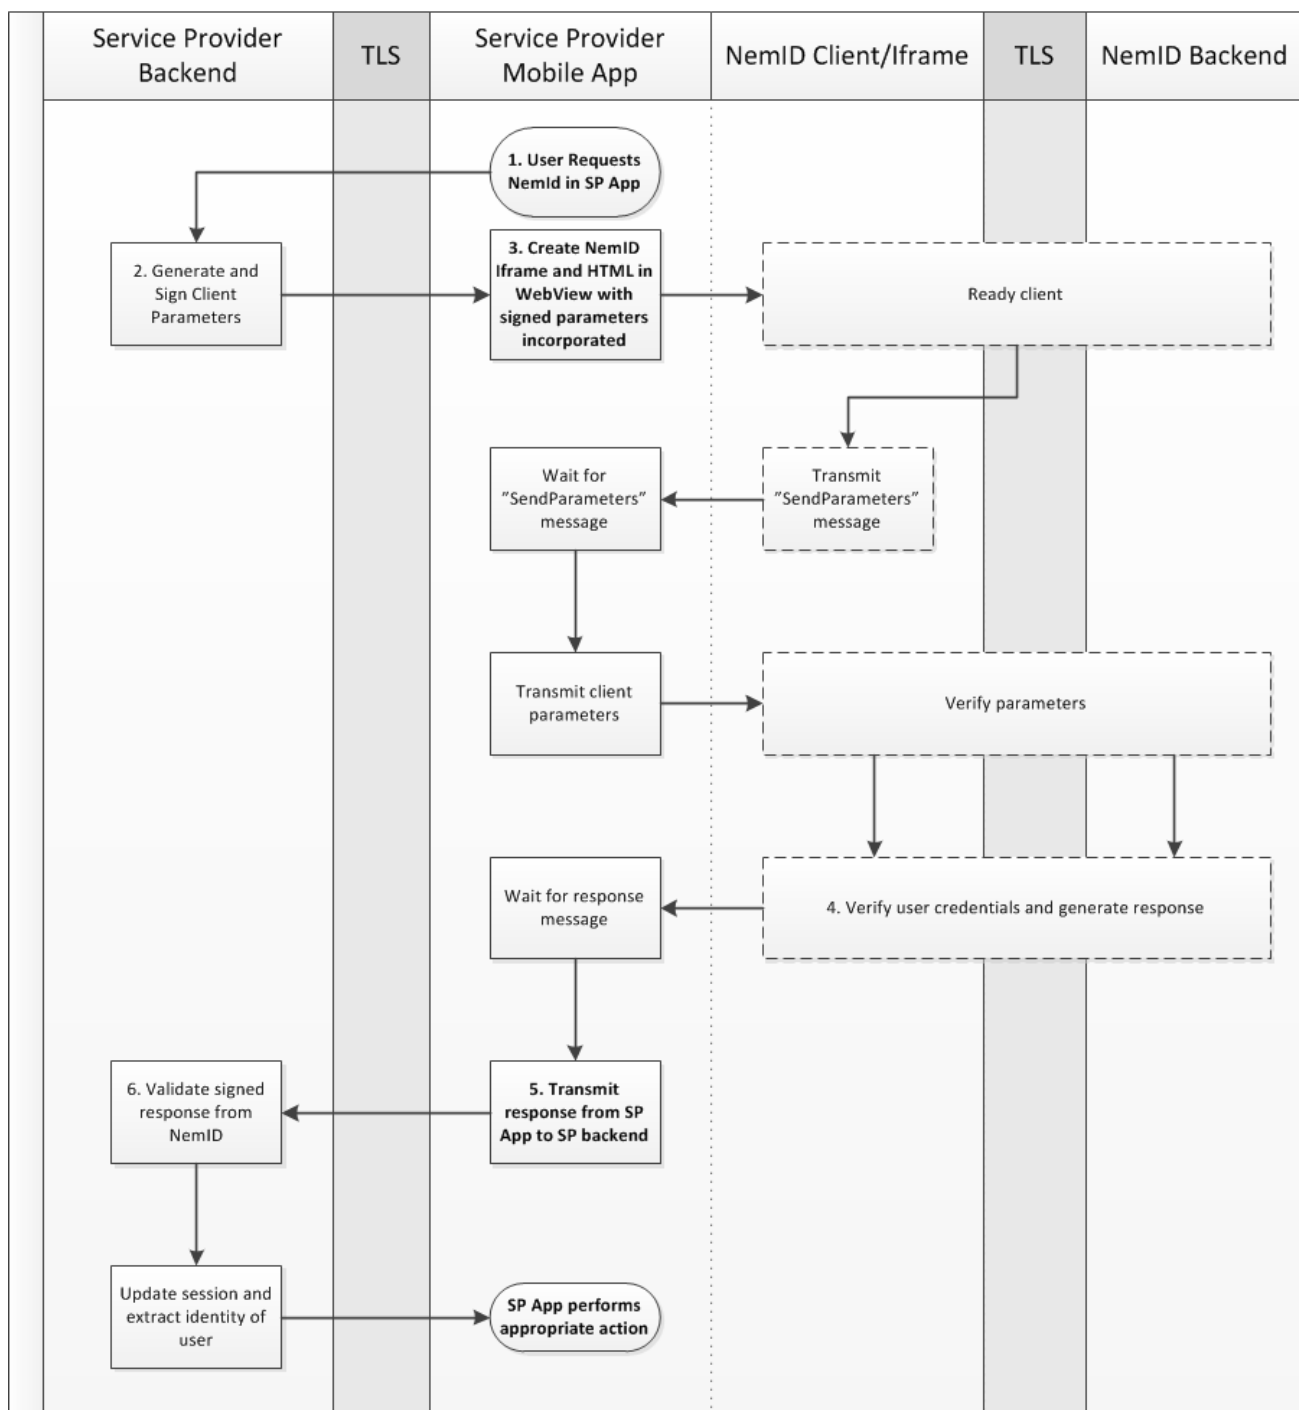 Service Provider
Backend
TLS
Service Provider
Mobile App
NemID Client/Iframe
TLS
NemID Backend
1. User Requests
NemId in SP App
2. Generate and
Sign Client
Parameters
3. Create NemID
Iframe and HTML in
WebView with
signed parameters
incorporated
Ready client
Wait for
”SendParameters”
message
Transmit
”SendParameters”
message
Transmit client
parameters
Verify parameters
Wait for response
message
4. Verify user credentials and generate response
6. Validate signed
response from
NemID
5. Transmit
response from SP
App to SP backend
Update session and
extract identity of
user
SP App performs
appropriate action